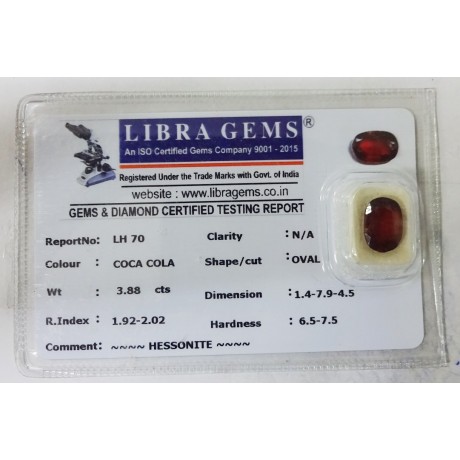 LIBRA GEMS®
An ISO Certified Gems Company 9001 - 2015
Registered Under the Trade Marks with Govt. of India
website : www.libragems.co.in
GEMS & DIAMOND CERTIFIED TESTING REPORT
ReportNo: LH 70 Clarity : N/A
Colour : COCA COLA Shape/cut : OVAL
Wt : 3.88 cts Dimension : 1.4-7.9-4.5
R.Index : 1.92-2.02 Hardness : 6.5-7.5
Comment: ~~~~ HESSONITE ~~~~